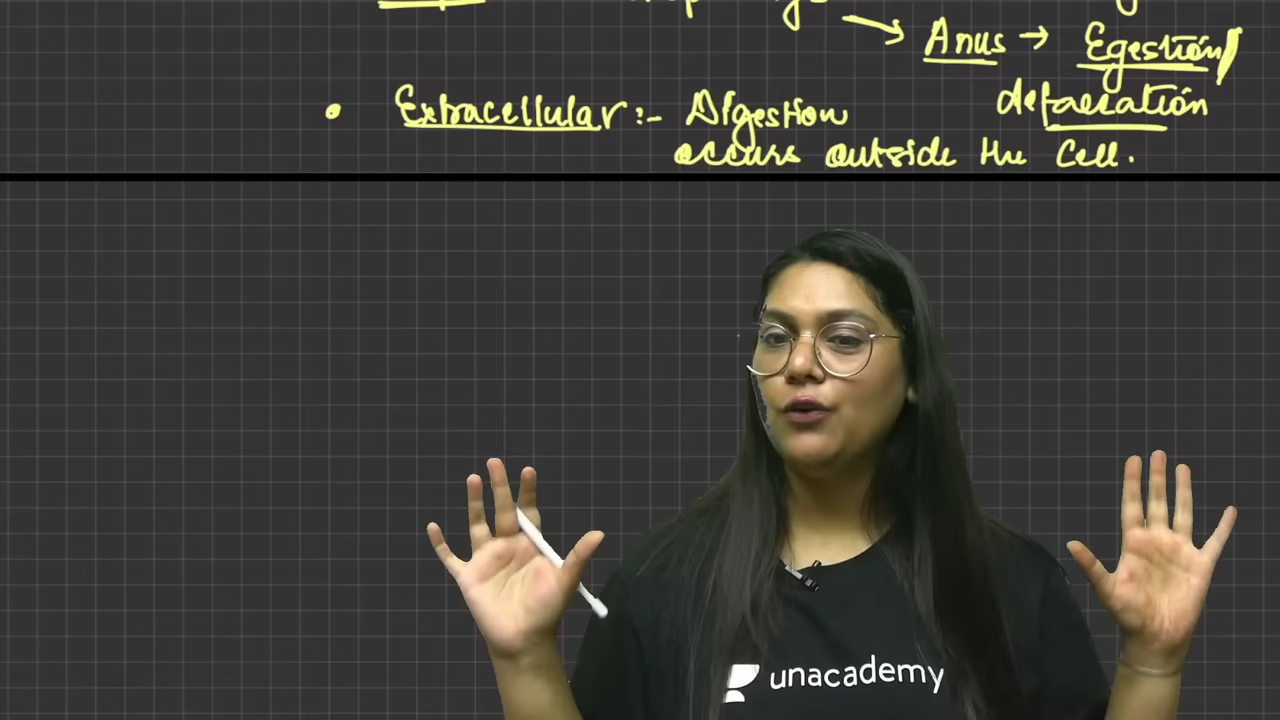 Anus → Egestion/
defaecation
• Extracellular :- Digestion
occurs outside the cell.
unacademy